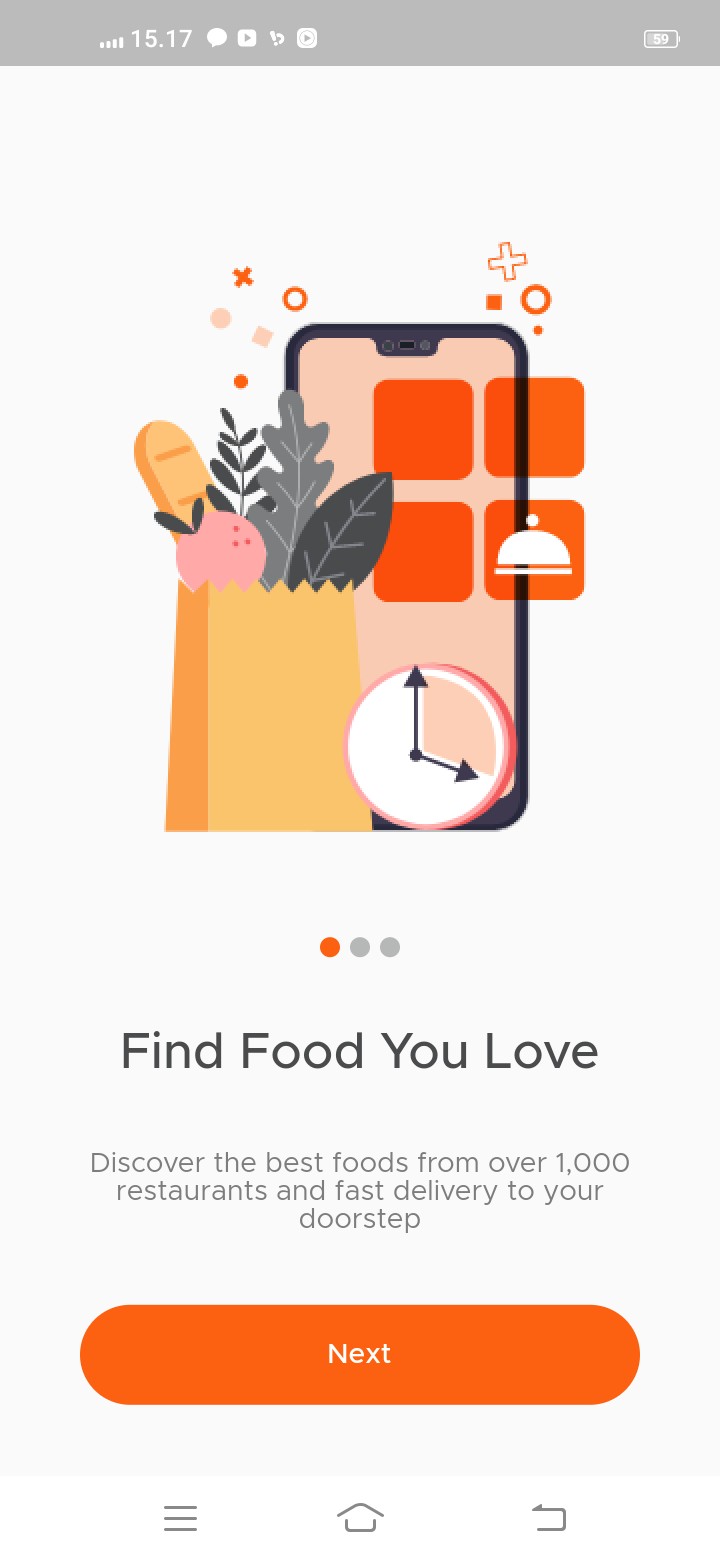 15.17
59
Find Food You Love
Discover the best foods from over 1,000
restaurants and fast delivery to your
doorstep
Next